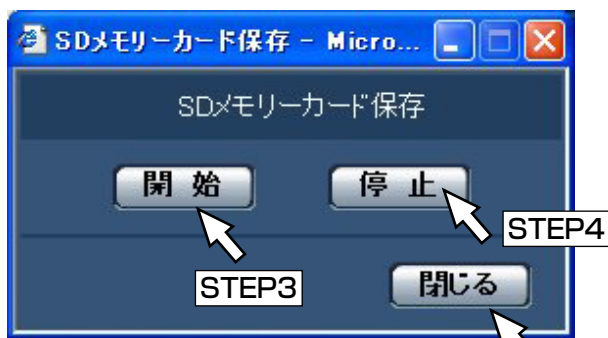 SDメモリーカード保存 - Micro...
SDメモリーカード保存
開 始
停 止
STEP4
STEP3
閉じる